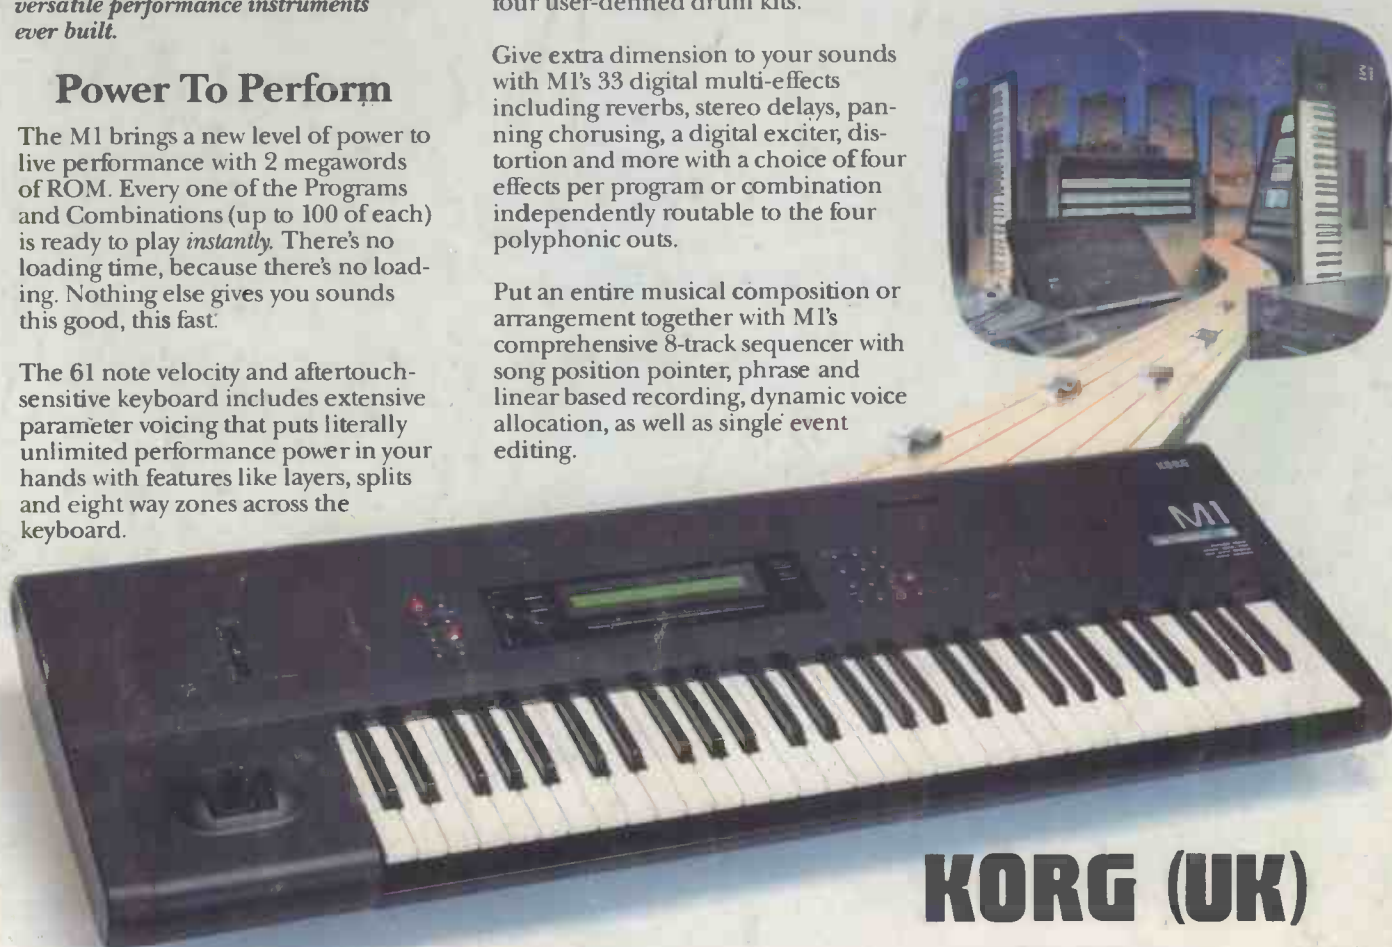 versatile performance instruments
ever built.
Power To Perform
The M1 brings a new level of power to
live performance with 2 megawords
of ROM. Every one of the Programs
and Combinations (up to 100 of each)
is ready to play instantly. There's no
loading time, because there's no load-
ing. Nothing else gives you sounds
this good, this fast.
The 61 note velocity and aftertouch-
sensitive keyboard includes extensive
parameter voicing that puts literally
unlimited performance power in your
hands with features like layers, splits
and eight way zones across the
keyboard.
four user-defined drum kits.
Give extra dimension to your sounds
with M1's 33 digital multi-effects
including reverbs, stereo delays, pan-
ning chorusing, a digital exciter, dis-
tortion and more with a choice of four
effects per program or combination
independently routable to the four
polyphonic outs.
Put an entire musical composition or
arrangement together with M1's
comprehensive 8-track sequencer with
song position pointer, phrase and
linear based recording, dynamic voice
allocation, as well as single event
editing.
M1
KORG
M1
KORG (UK)